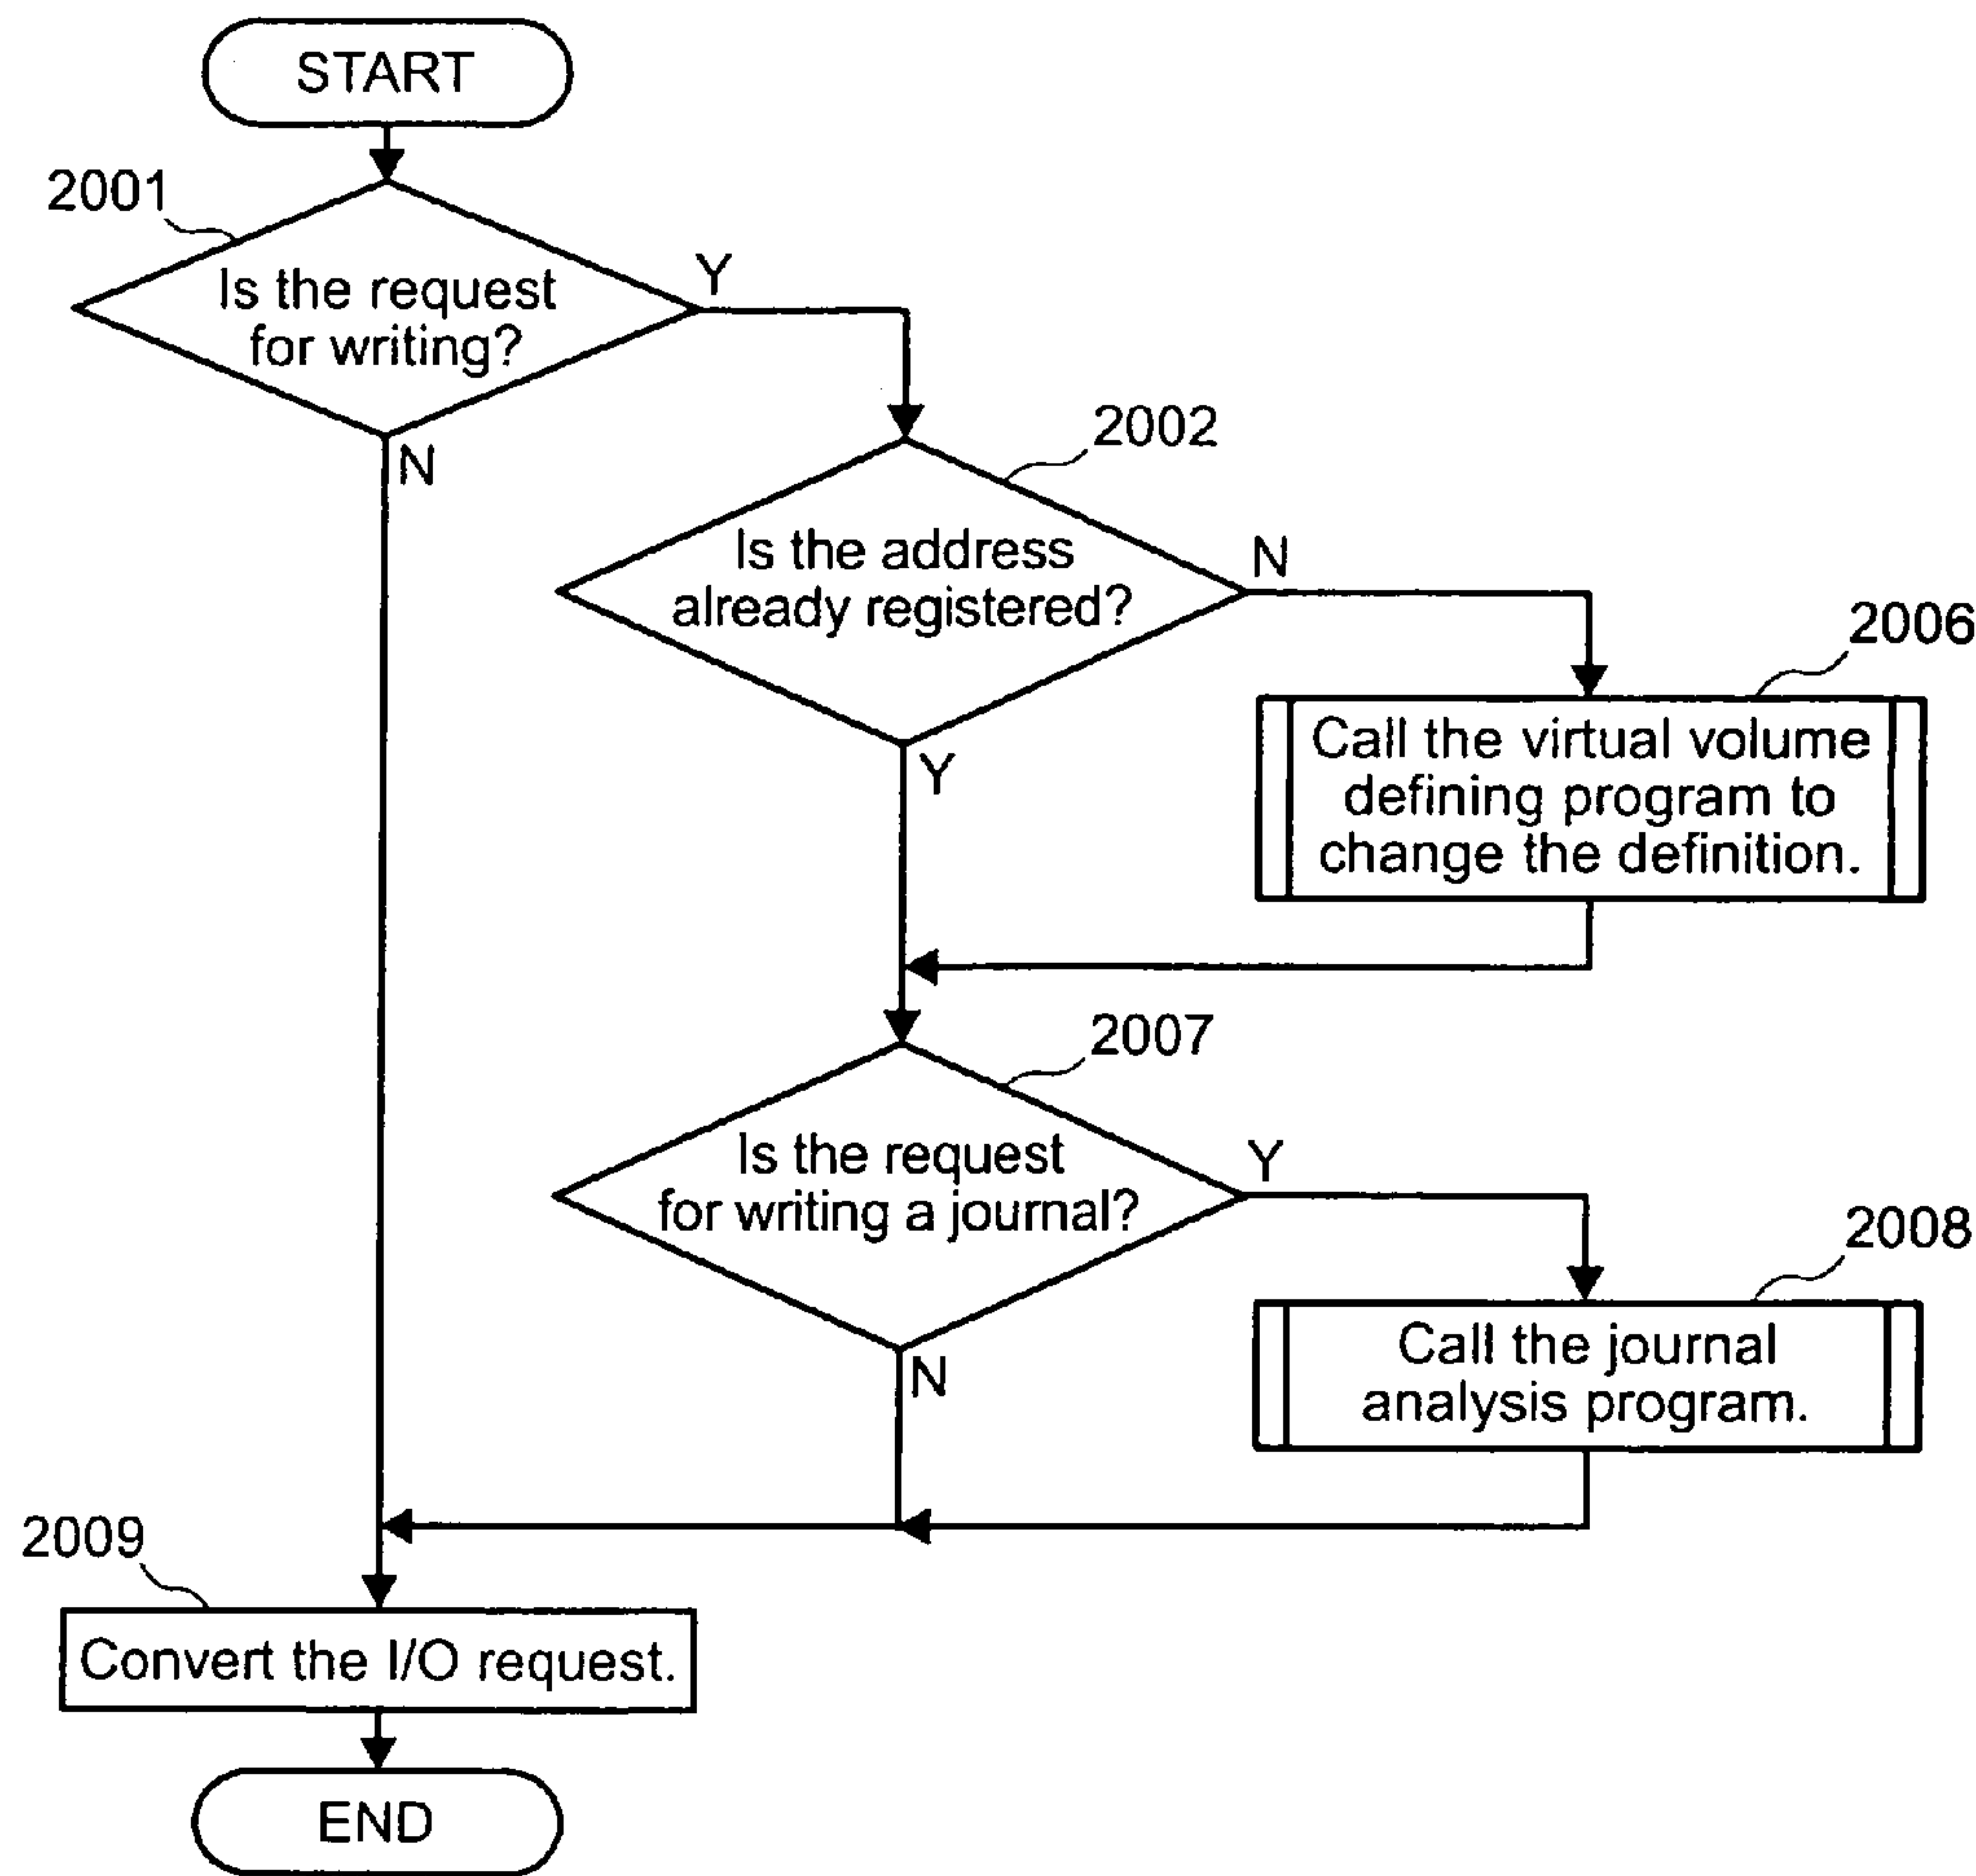 START
2001
Is the request
for writing?
Y
N
2002
Is the address
already registered?
N
Y
2006
Call the virtual volume
defining program to
change the definition.
2007
Is the request
for writing a journal?
Y
N
2008
Call the journal
analysis program.
2009
Convert the I/O request.
END